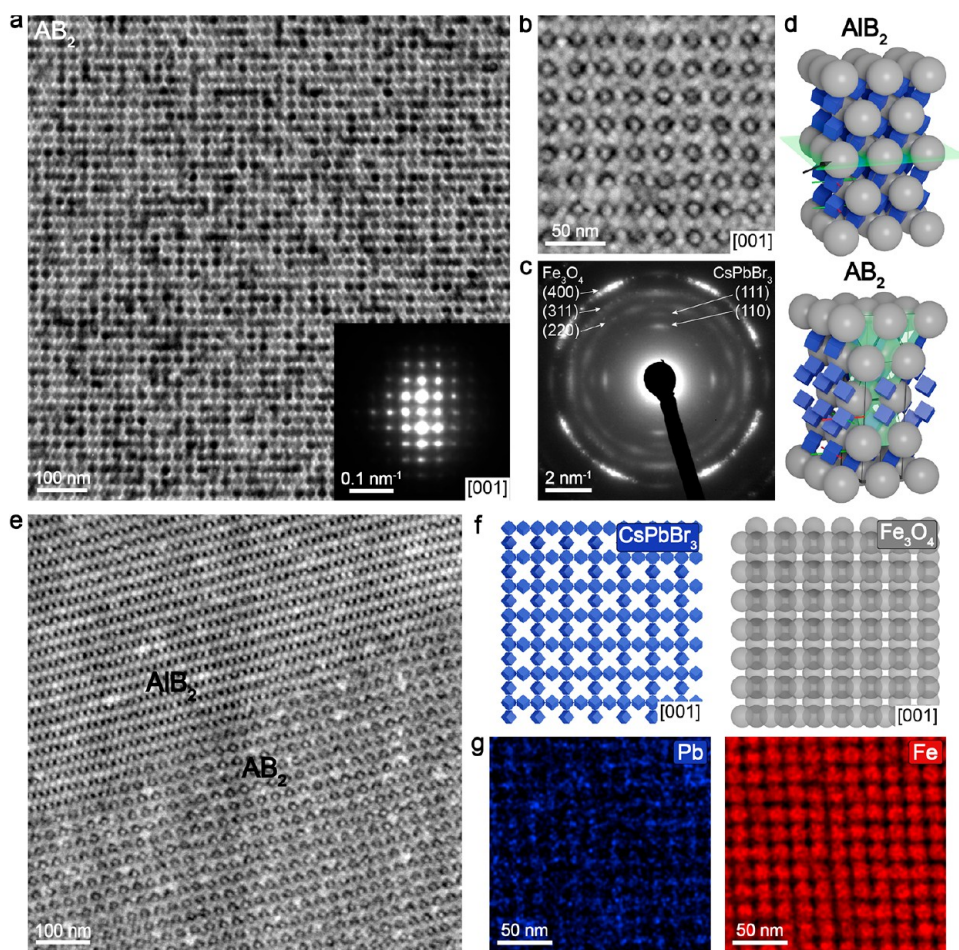 a
AB₂
100 nm
0.1 nm⁻¹
[001]
b
50 nm
[001]
c
Fe₃O₄
(400)
(311)
(220)
CsPbBr₃
(111)
(110)
2 nm⁻¹
d
AlB₂
AB₂
e
AlB₂
AB₂
100 nm
f
CsPbBr₃
[001]
Fe₃O₄
[001]
g
Pb
50 nm
Fe
50 nm